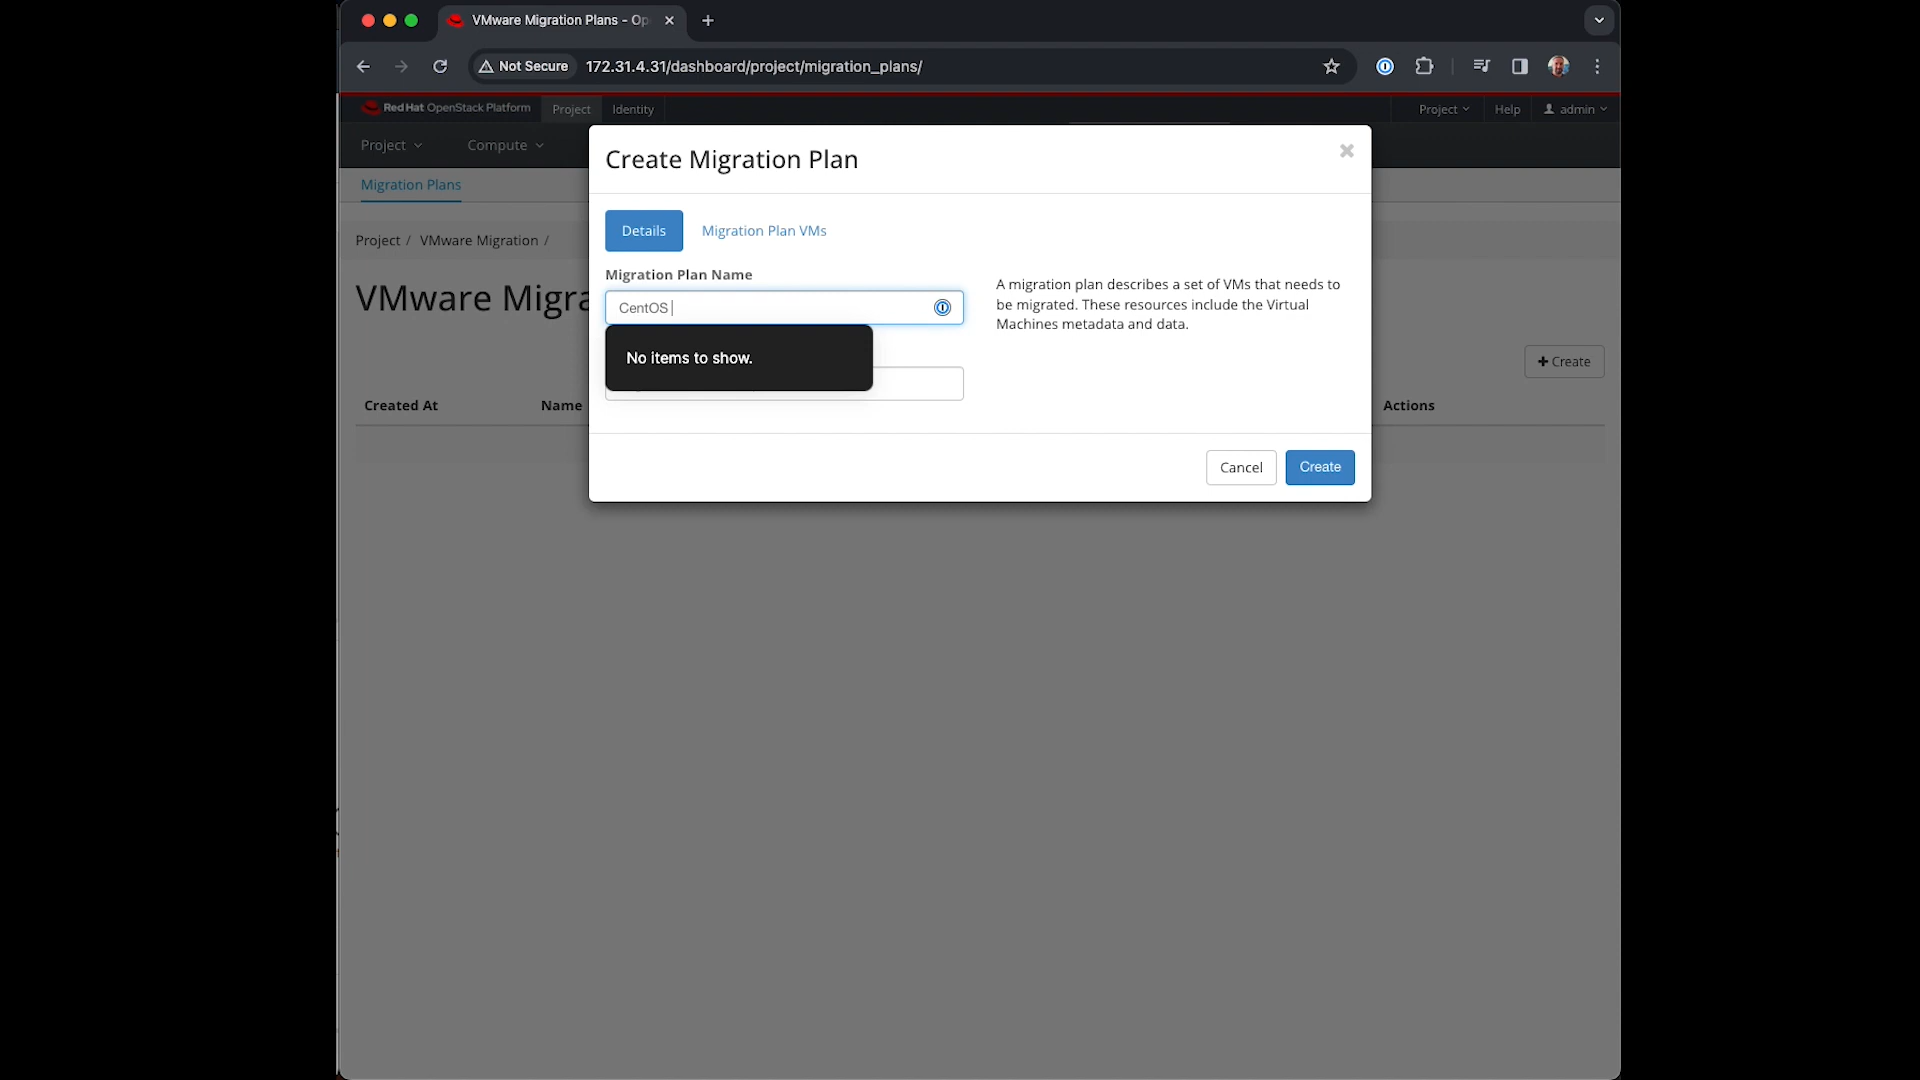 VMware Migration Plans - Op
Not Secure
172.31.4.31/dashboard/project/migration_plans/
Red Hat OpenStack Platform
Project
Identity
Project
Help
admin
Project
Compute
Migration Plans
Project / VMware Migration /
VMware Migra
Create
Created At
Name
Actions
Create Migration Plan
Details
Migration Plan VMs
Migration Plan Name
CentOS
No items to show.
A migration plan describes a set of VMs that needs to
be migrated. These resources include the Virtual
Machines metadata and data.
Cancel
Create